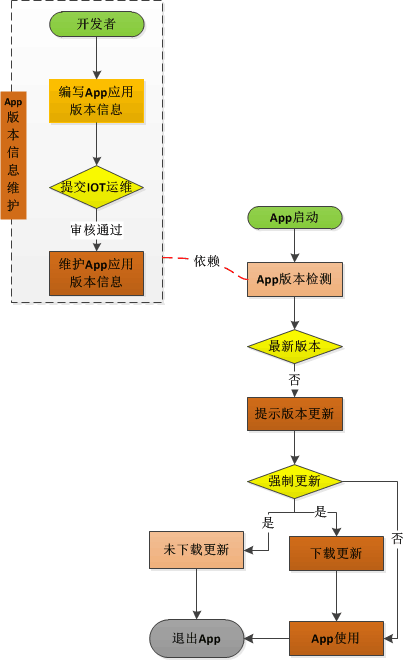 开发者
编写App应用
版本信息
App
版
本
信
息
维
护
提交IOT运维
审核通过
维护App应用
版本信息
依赖
App启动
App版本检测
最新版本
否
提示版本更新
强制更新
是
是
否
未下载更新
下载更新
退出App
App使用